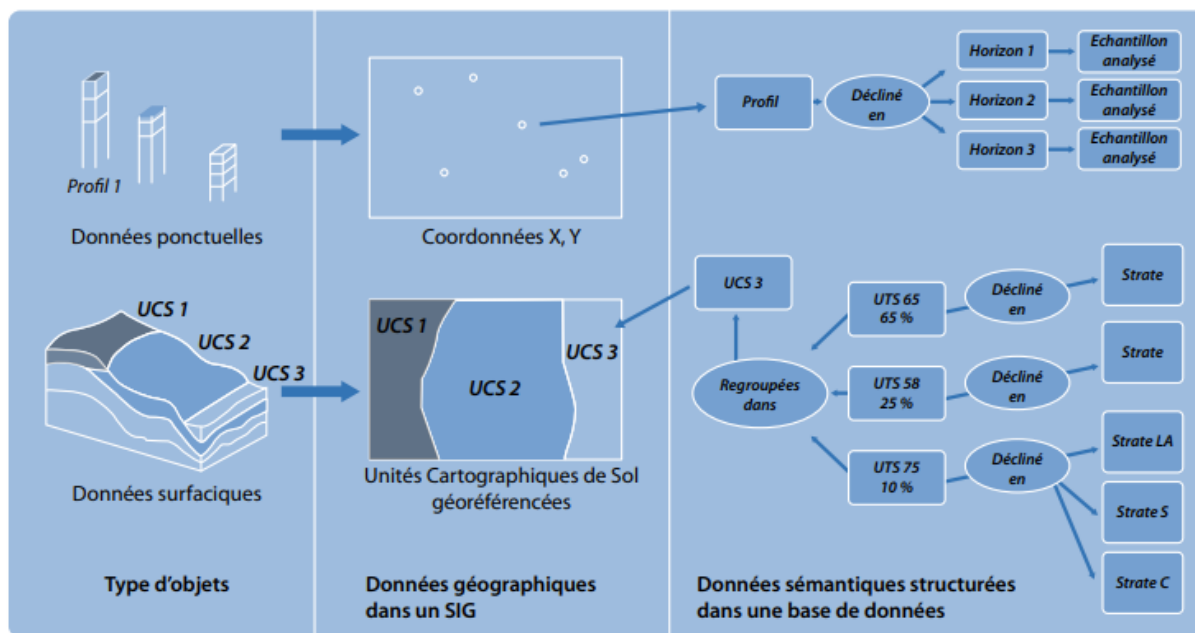 Profil 1
Données ponctuelles
Coordonnées X, Y
Profil
Décliné
en
Horizon 1
Echantillon
analysé
Horizon 2
Echantillon
analysé
Horizon 3
Echantillon
analysé
UCS 1
UCS 2
UCS 3
Données surfaciques
UCS 1
UCS 2
UCS 3
Unités Cartographiques de Sol
géoréférencées
UCS 3
Regroupées
dans
UTS 65
65 %
Décliné
en
Strate
UTS 58
25 %
Décliné
en
Strate
UTS 75
10 %
Décliné
en
Strate LA
Strate S
Strate C
Type d'objets
Données géographiques
dans un SIG
Données sémantiques structurées
dans une base de données